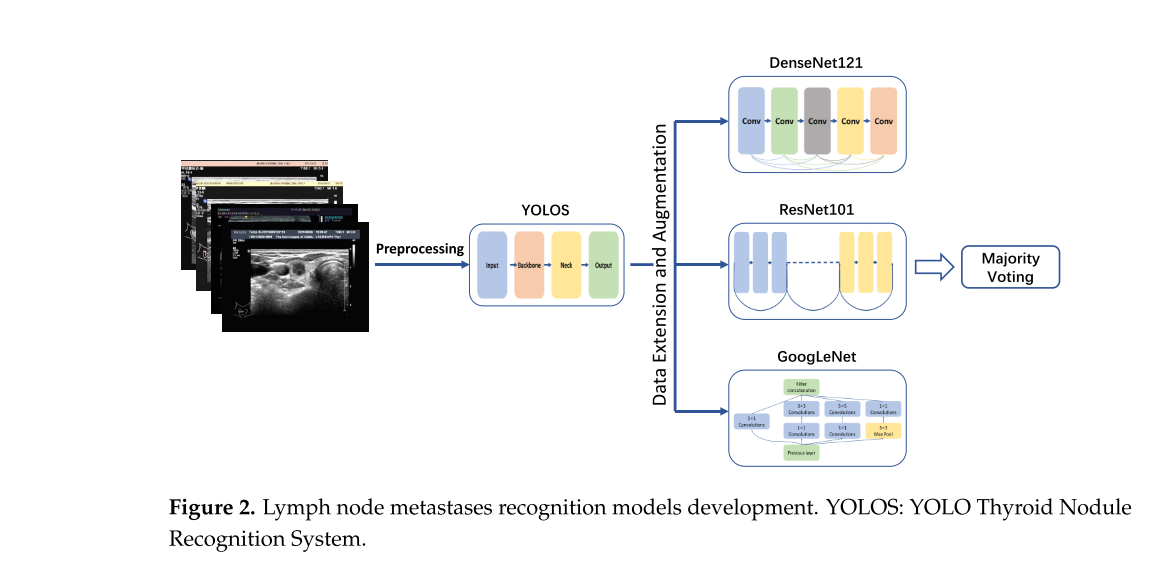 DenseNet121
Conv Conv Conv Conv Conv
YOLOS
Preprocessing
Input Backbone Neck Output
Data Extension and Augmentation
ResNet101
Majority
Voting
GoogLeNet
Filter
concatenation
1×1
Convolutions
3×3
Convolutions
5×5
Convolutions
1×1
Convolutions
1×1
Convolutions
1×1
Convolutions
3×3
Max Pool
Previous layer
Figure 2. Lymph node metastases recognition models development. YOLOS: YOLO Thyroid Nodule
Recognition System.